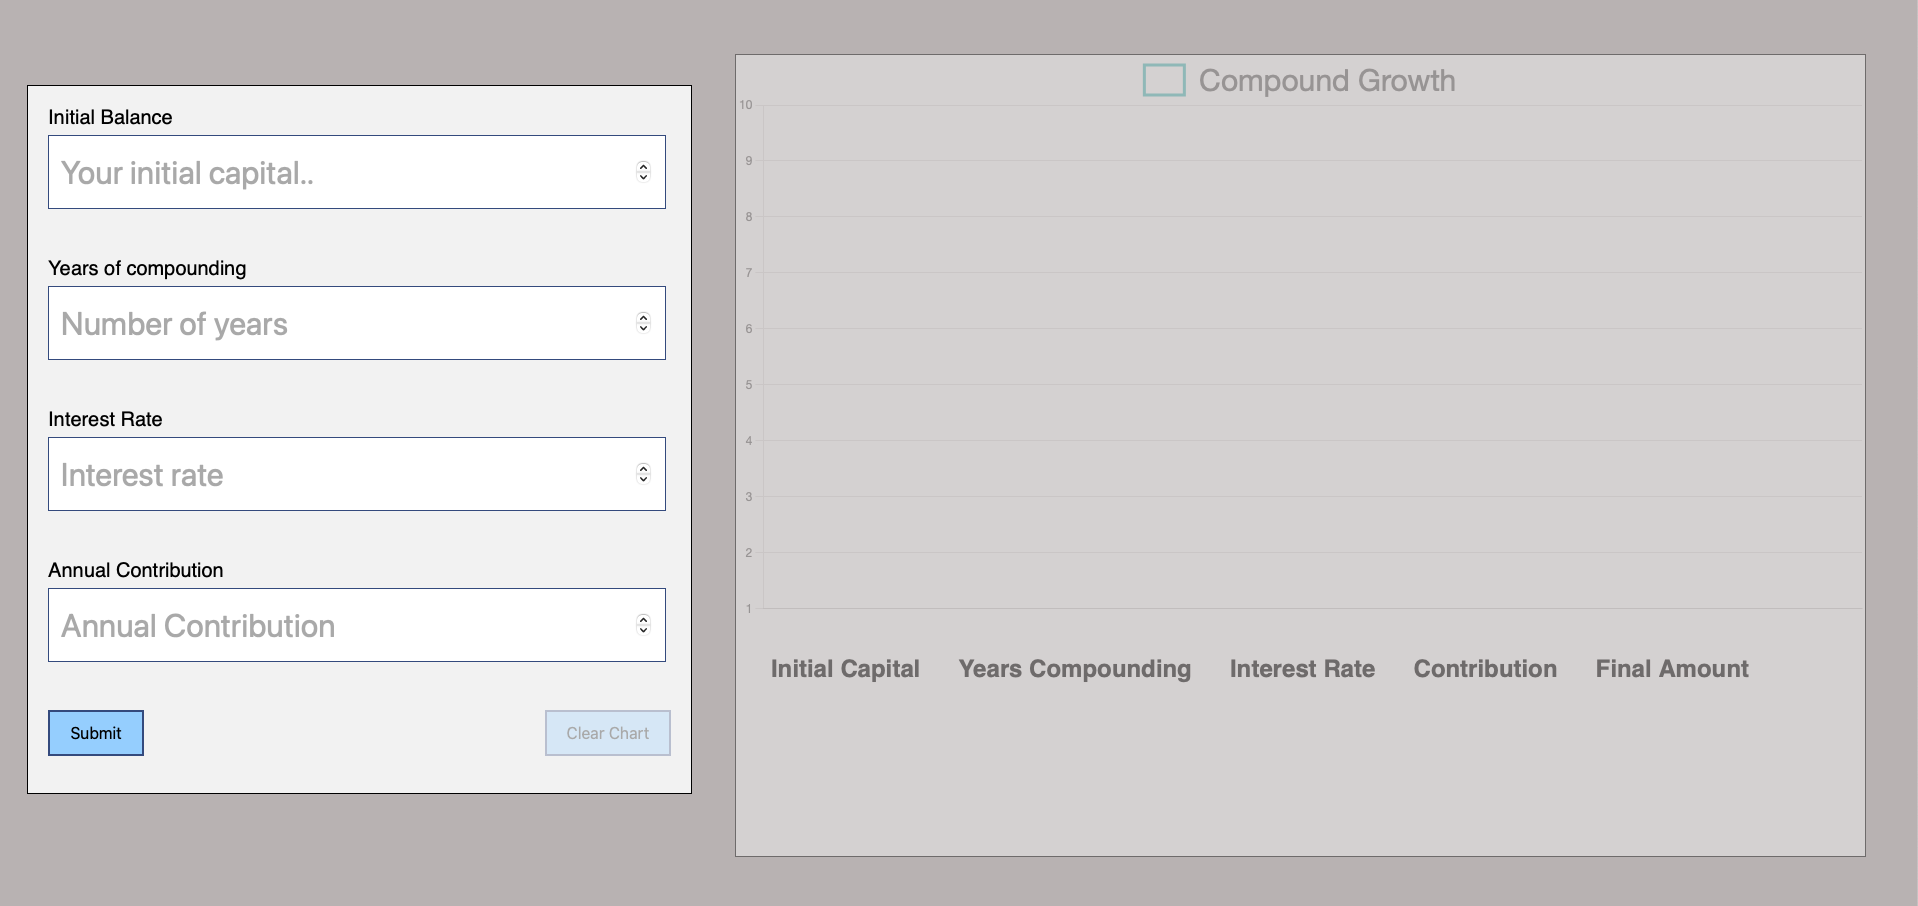 Initial Balance
Your initial capital..
Years of compounding
Number of years
Interest Rate
Interest rate
Annual Contribution
Annual Contribution
Submit
Clear Chart
Compound Growth
10
9
8
7
6
5
4
3
2
1
Initial Capital Years Compounding Interest Rate Contribution Final Amount